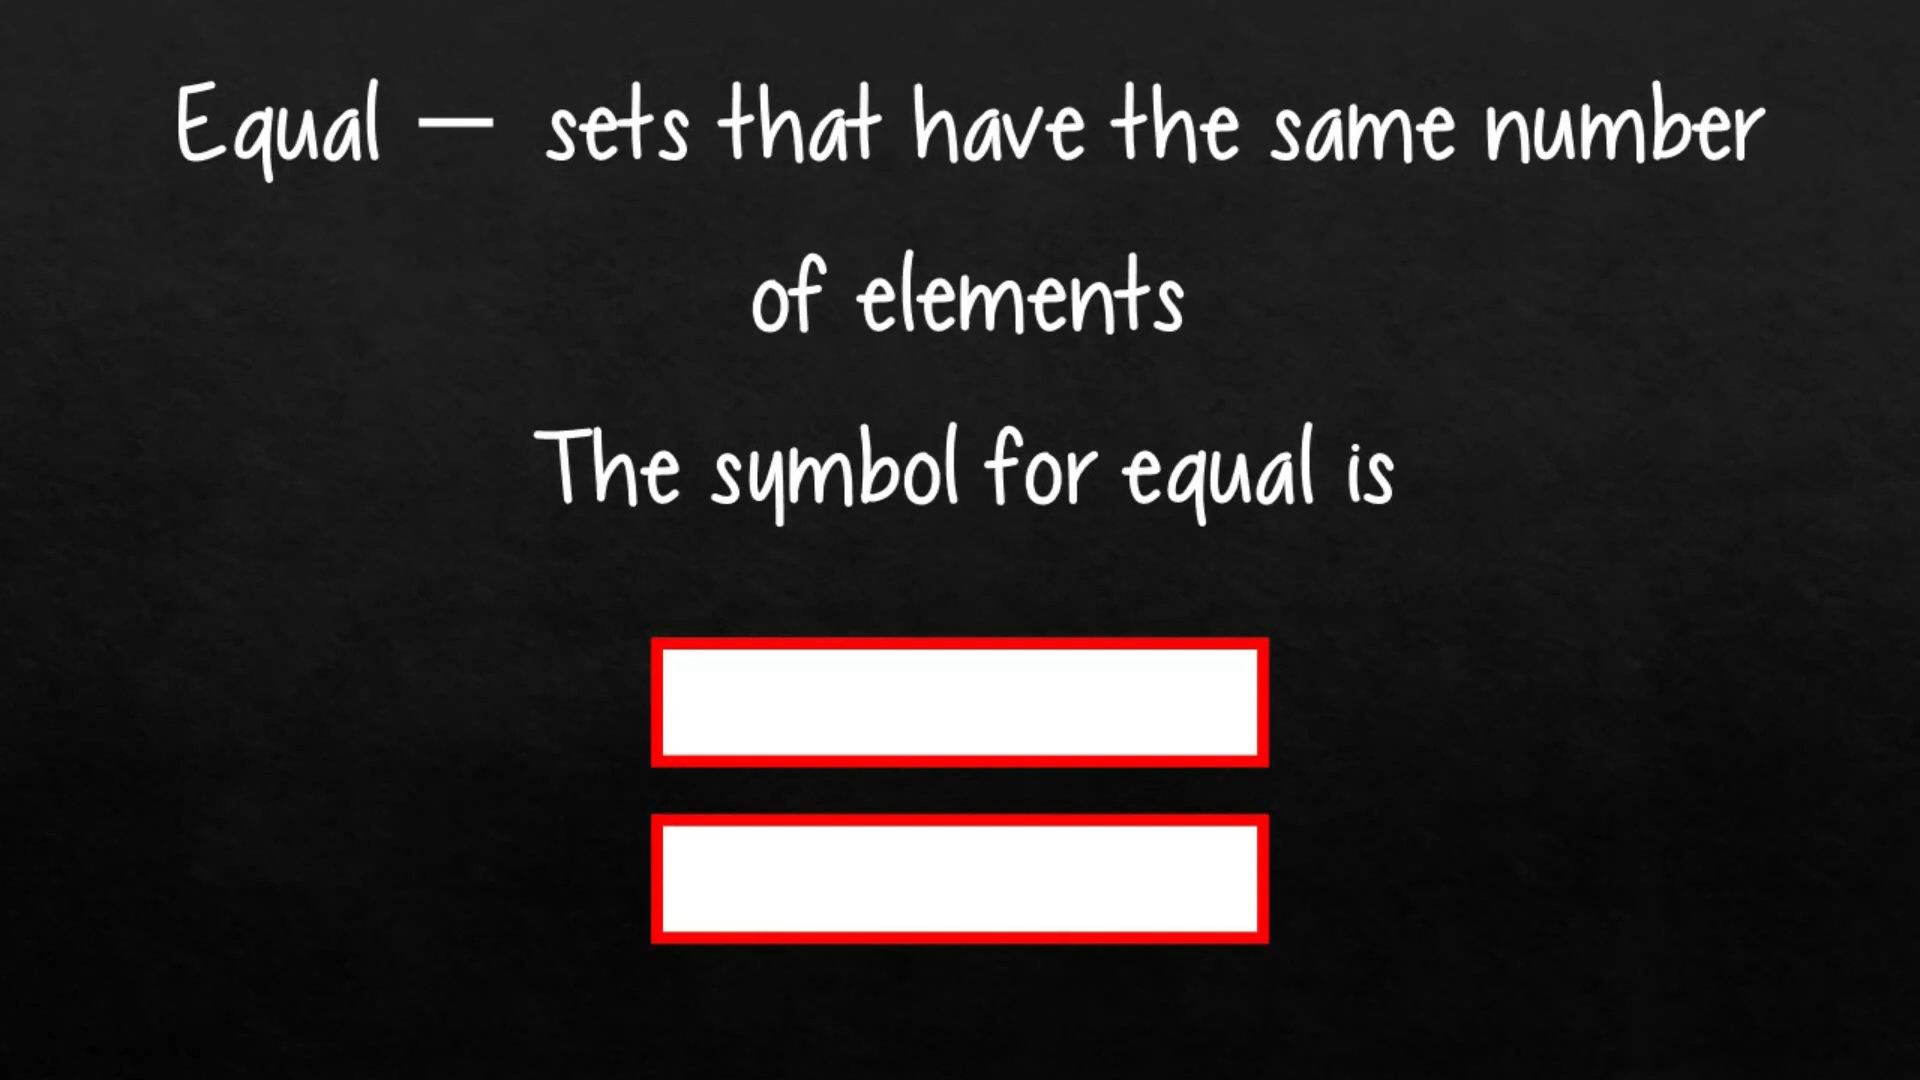 Equal — sets that have the same number
of elements
The symbol for equal is
=